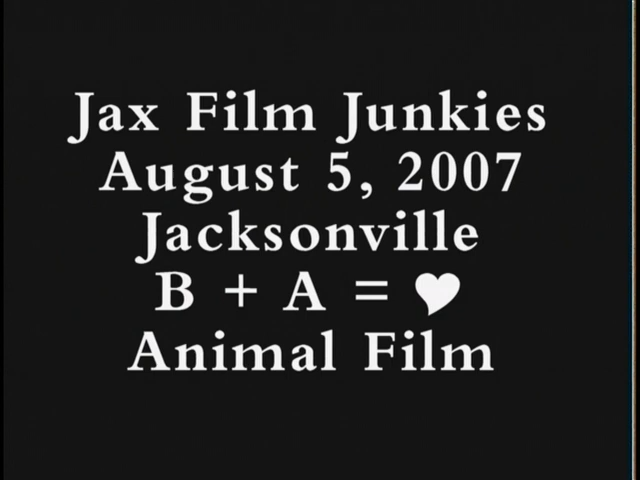 Jax Film Junkies
August 5, 2007
Jacksonville
B + A = ♥
Animal Film